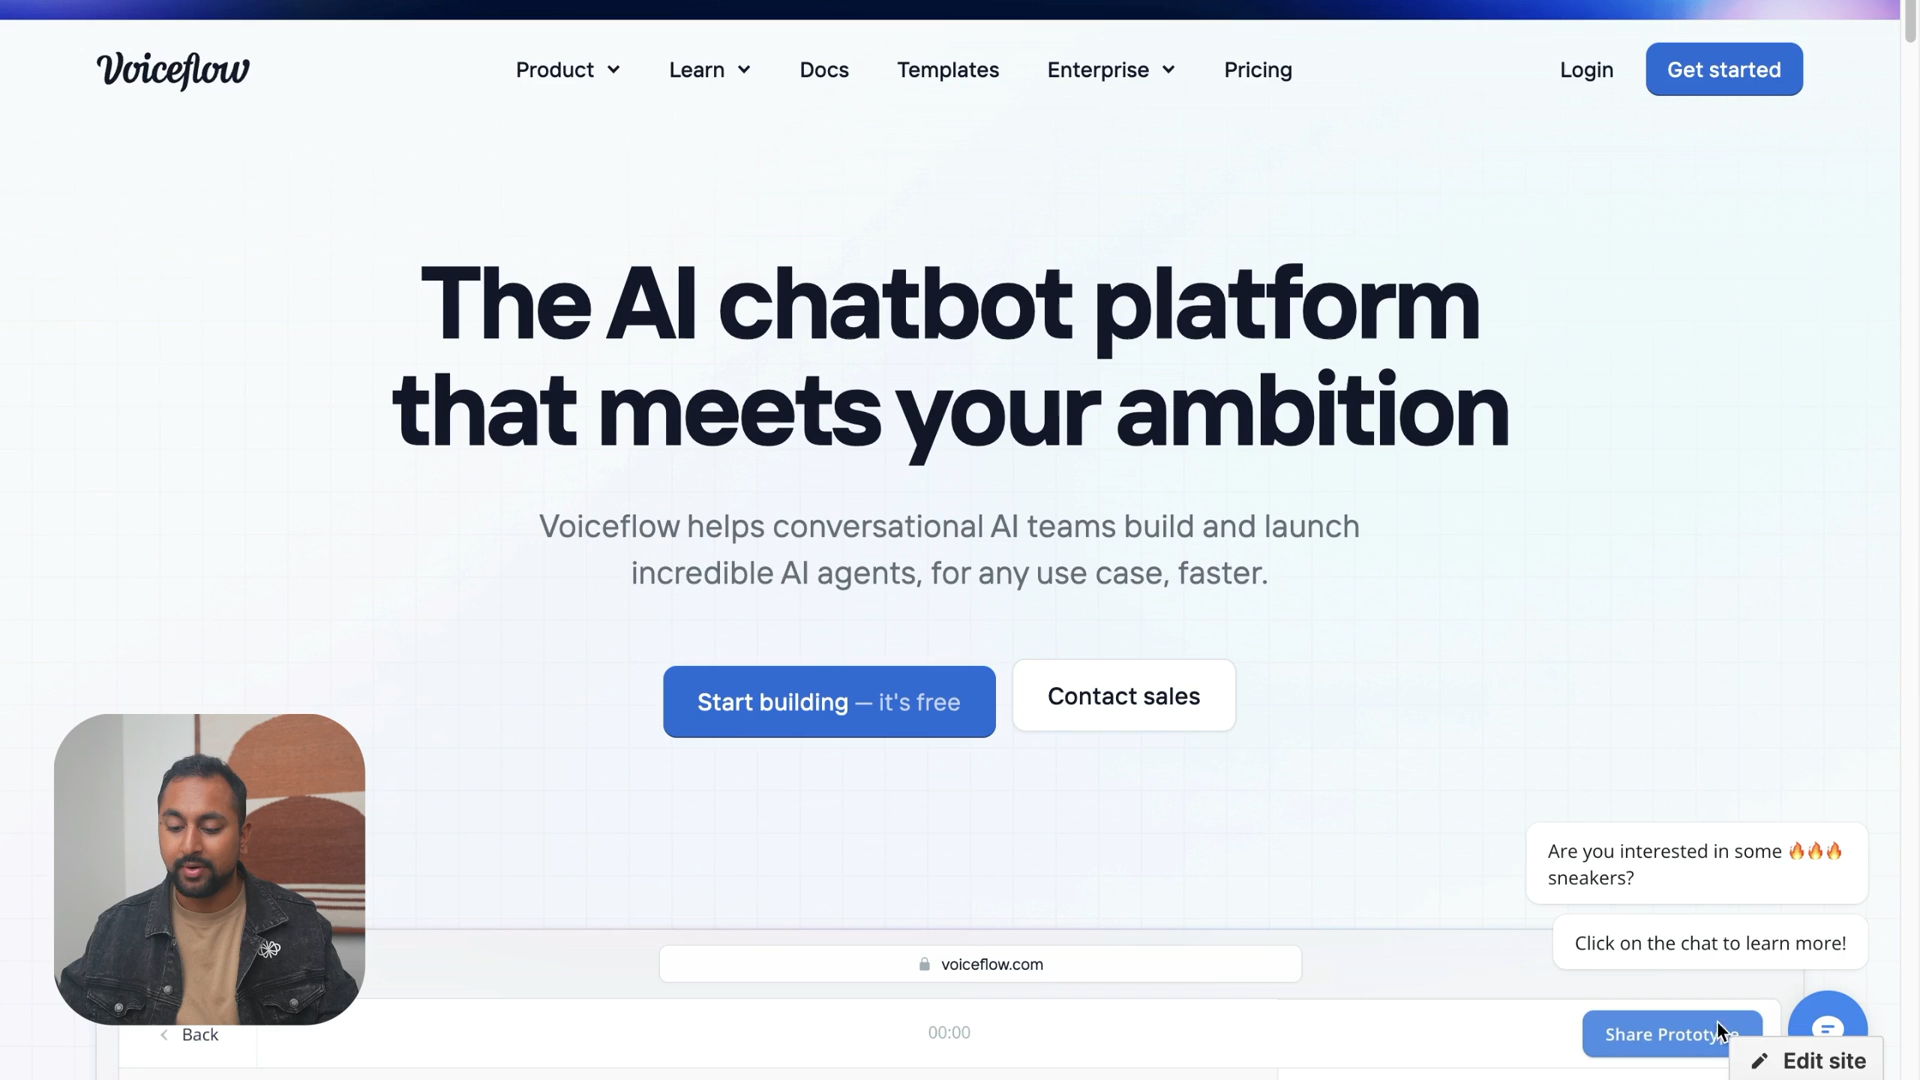 Voiceflow
Product
Learn
Docs
Templates
Enterprise
Pricing
Login
Get started
The AI chatbot platform
that meets your ambition
Voiceflow helps conversational AI teams build and launch
incredible AI agents, for any use case, faster.
Start building — it's free
Contact sales
Are you interested in some 🔥🔥🔥
sneakers?
Click on the chat to learn more!
voiceflow.com
Back
00:00
Share Prototype
Edit site